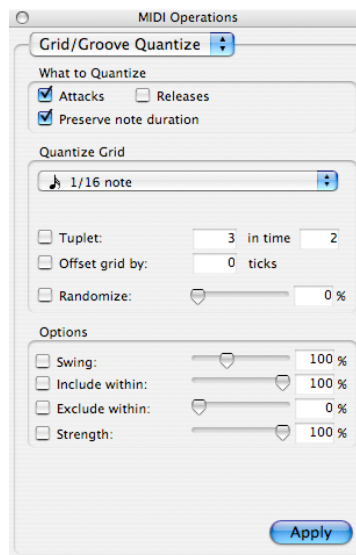 MIDI Operations
Grid/Groove Quantize
What to Quantize
Attacks Releases
Preserve note duration
Quantize Grid
1/16 note
Tuplet: 3 in time 2
Offset grid by: 0 ticks
Randomize: 0 %
Options
Swing: 100 %
Include within: 100 %
Exclude within: 0 %
Strength: 100 %
Apply